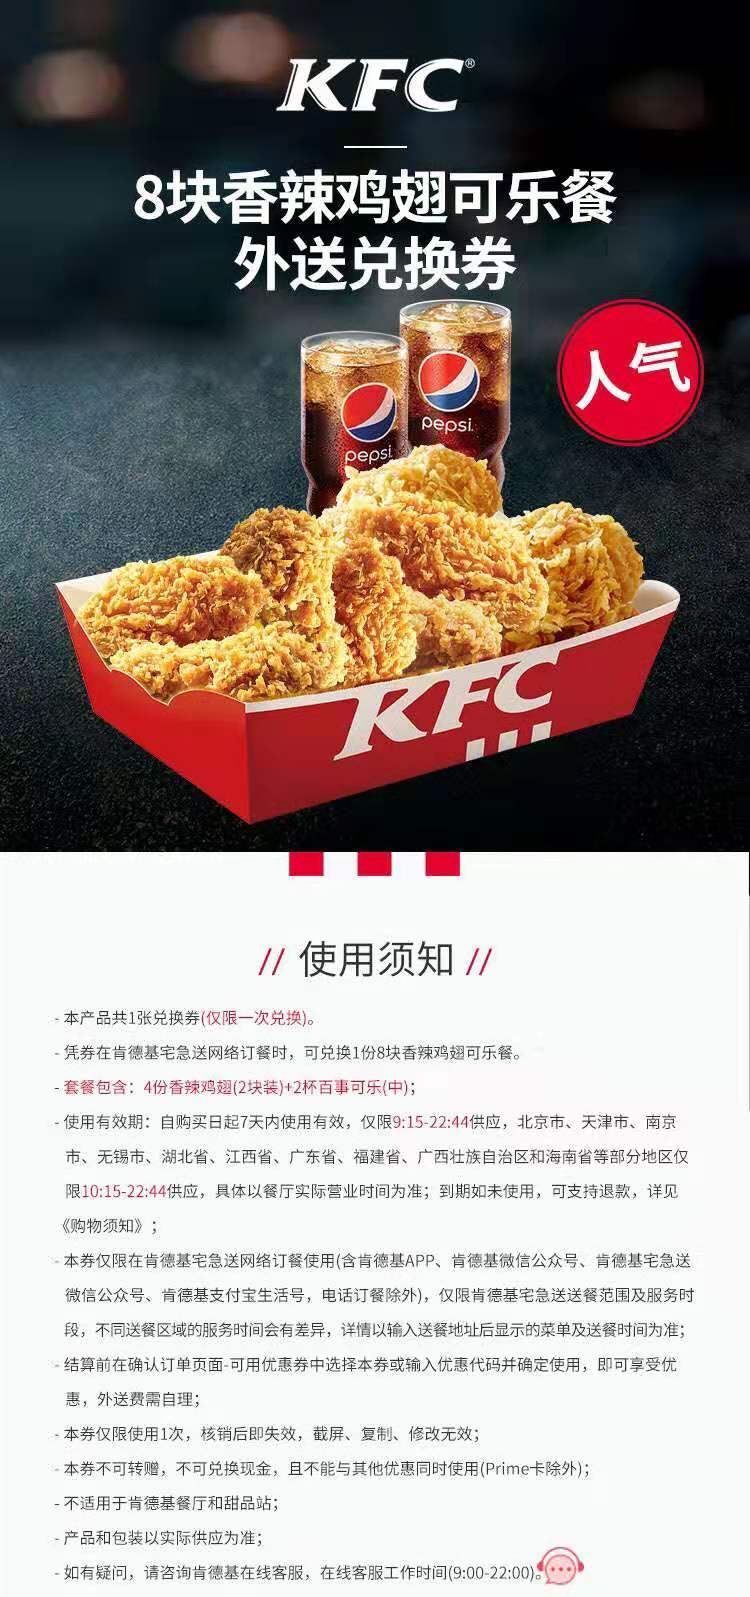 KFC®
8块香辣鸡翅可乐餐
外送兑换券
人气
pepsi
pepsi
KFC
// 使用须知 //
- 本产品共1张兑换券(仅限一次兑换)。
- 凭券在肯德基宅急送网络订餐时，可兑换1份8块香辣鸡翅可乐餐。
- 套餐包含：4份香辣鸡翅(2块装)+2杯百事可乐(中)；
- 使用有效期：自购买日起7天内使用有效，仅限9:15-22:44供应，北京市、天津市、南京
市、无锡市、湖北省、江西省、广东省、福建省、广西壮族自治区和海南省等部分地区仅
限10:15-22:44供应，具体以餐厅实际营业时间为准；到期如未使用，可支持退款，详见
《购物须知》；
- 本券仅限在肯德基宅急送网络订餐使用(含肯德基APP、肯德基微信公众号、肯德基宅急送
微信公众号、肯德基支付宝生活号，电话订餐除外)，仅限肯德基宅急送送餐范围及服务时
段，不同送餐区域的服务时间会有差异，详情以输入送餐地址后显示的菜单及送餐时间为准；
- 结算前在确认订单页面-可用优惠券中选择本券或输入优惠代码并确定使用，即可享受优
惠，外送费需自理；
- 本券仅限使用1次，核销后即失效，截屏、复制、修改无效；
- 本券不可转赠，不可兑换现金，且不能与其他优惠同时使用(Prime卡除外)；
- 不适用于肯德基餐厅和甜品站；
- 产品和包装以实际供应为准；
- 如有疑问，请咨询肯德基在线客服，在线客服工作时间(9:00-22:00)。